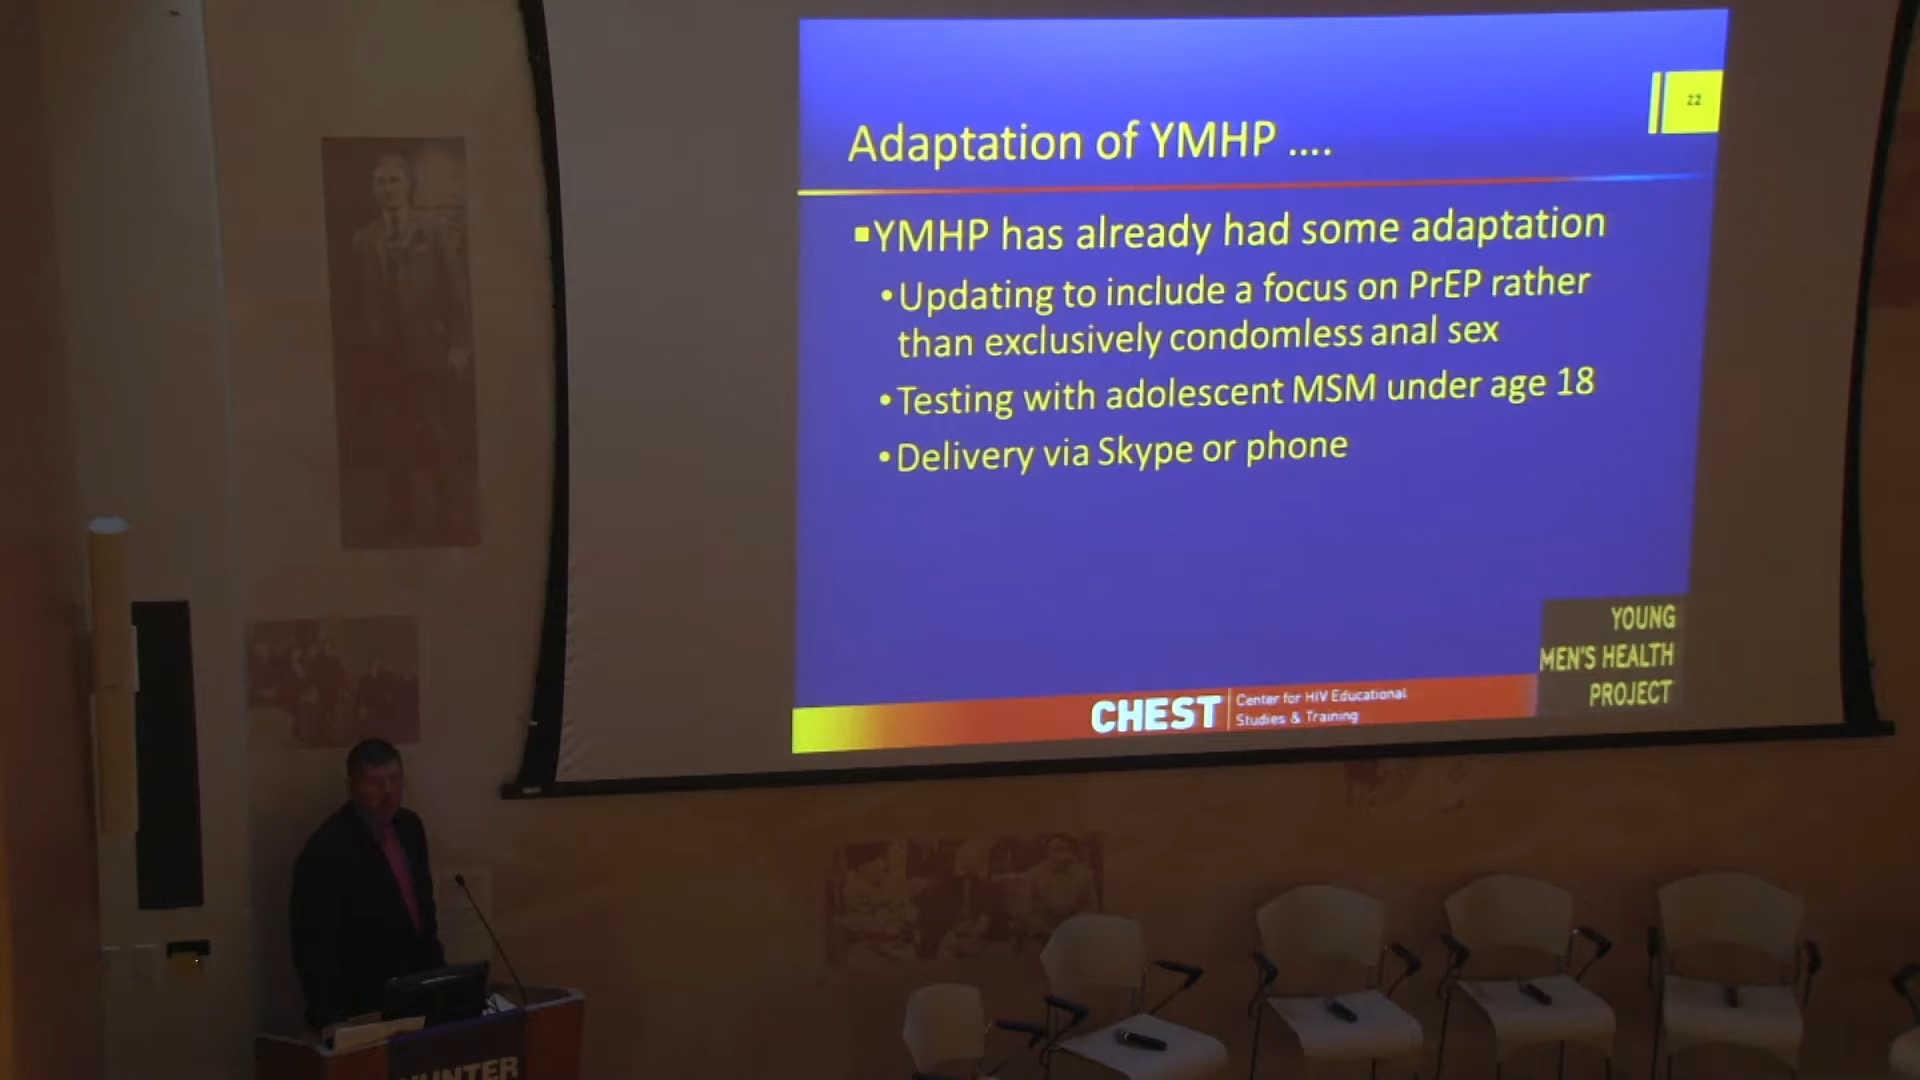 22
Adaptation of YMHP ....
▪YMHP has already had some adaptation
•Updating to include a focus on PrEP rather
than exclusively condomless anal sex
•Testing with adolescent MSM under age 18
•Delivery via Skype or phone
YOUNG
MEN'S HEALTH
PROJECT
CHEST
Center for HIV Educational
Studies & Training
HUNTER